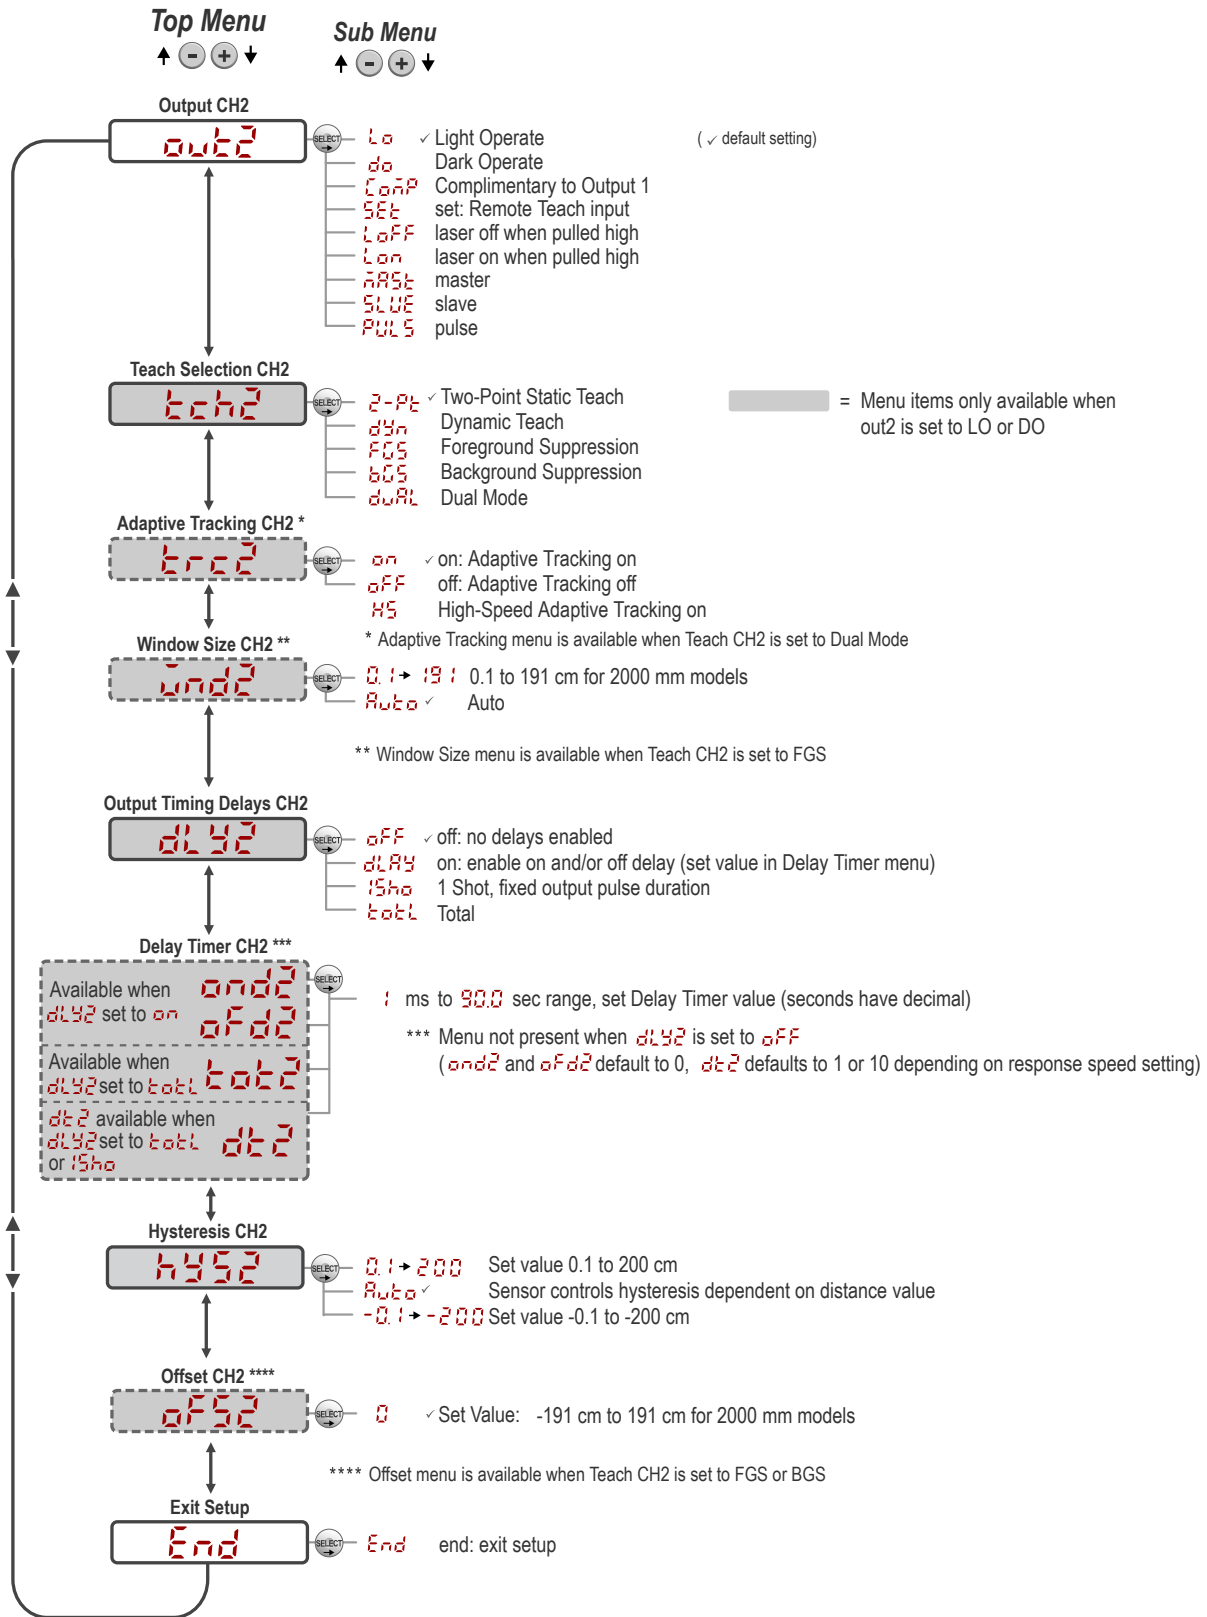 Top Menu
Sub Menu
- +
- +
Output CH2
out2
SELECT
Lo ✓ Light Operate
( ✓ default setting)
do Dark Operate
ComP Complimentary to Output 1
SEt set: Remote Teach input
LoFF laser off when pulled high
Lon laser on when pulled high
mASt master
SLUE slave
PULS pulse
Teach Selection CH2
tch2
SELECT
2-Pt ✓ Two-Point Static Teach
dYn Dynamic Teach
FGS Foreground Suppression
bGS Background Suppression
duAL Dual Mode
= Menu items only available when
out2 is set to LO or DO
Adaptive Tracking CH2 *
trc2
SELECT
on ✓ on: Adaptive Tracking on
oFF off: Adaptive Tracking off
HS High-Speed Adaptive Tracking on
* Adaptive Tracking menu is available when Teach CH2 is set to Dual Mode
Window Size CH2 **
wnd2
SELECT
0.1 → 191 0.1 to 191 cm for 2000 mm models
Auto ✓ Auto
** Window Size menu is available when Teach CH2 is set to FGS
Output Timing Delays CH2
dLY2
SELECT
oFF ✓ off: no delays enabled
dLAY on: enable on and/or off delay (set value in Delay Timer menu)
1Sho 1 Shot, fixed output pulse duration
totL Total
Delay Timer CH2 ***
Available when
dLY2 set to on
ond2
oFd2
SELECT
1 ms to 90.0 sec range, set Delay Timer value (seconds have decimal)
*** Menu not present when dLY2 is set to oFF
( ond2 and oFd2 default to 0, dt2 defaults to 1 or 10 depending on response speed setting)
Available when
dLY2 set to totL
tot2
dt2 available when
dLY2 set to totL
or 1Sho
dt2
Hysteresis CH2
hYS2
SELECT
0.1 → 200 Set value 0.1 to 200 cm
Auto ✓ Sensor controls hysteresis dependent on distance value
-0.1 → -200 Set value -0.1 to -200 cm
Offset CH2 ****
oFS2
SELECT
0 ✓ Set Value: -191 cm to 191 cm for 2000 mm models
**** Offset menu is available when Teach CH2 is set to FGS or BGS
Exit Setup
End
SELECT
End end: exit setup